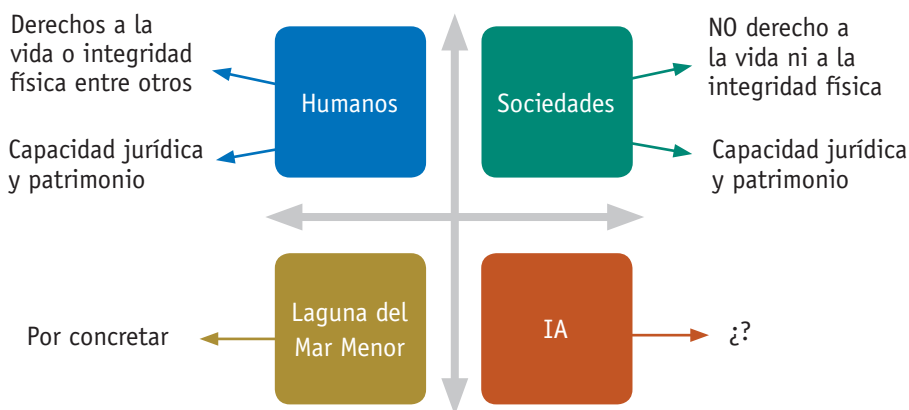 Derechos a la
vida o integridad
física entre otros
Humanos
Capacidad jurídica
y patrimonio
Sociedades
NO derecho a
la vida ni a la
integridad física
Capacidad jurídica
y patrimonio
Por concretar
Laguna del
Mar Menor
IA
¿?